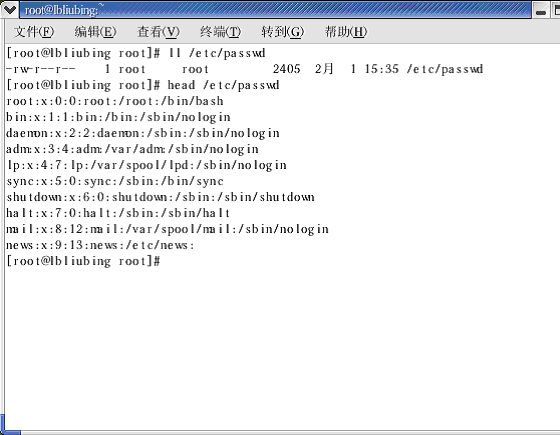 root@lbliubing:~
文件(F) 编辑(E) 查看(V) 终端(T) 转到(G) 帮助(H)
[root@lbliubing root]# ll /etc/passwd
-rw-r--r-- 1 root root 2405 2月 1 15:35 /etc/passwd
[root@lbliubing root]# head /etc/passwd
root:x:0:0:root:/root:/bin/bash
bin:x:1:1:bin:/bin:/sbin/nologin
daemon:x:2:2:daemon:/sbin:/sbin/nologin
adm:x:3:4:adm:/var/adm:/sbin/nologin
lp:x:4:7:lp:/var/spool/lpd:/sbin/nologin
sync:x:5:0:sync:/sbin:/bin/sync
shutdown:x:6:0:shutdown:/sbin:/sbin/shutdown
halt:x:7:0:halt:/sbin:/sbin/halt
mail:x:8:12:mail:/var/spool/mail:/sbin/nologin
news:x:9:13:news:/etc/news:
[root@lbliubing root]#